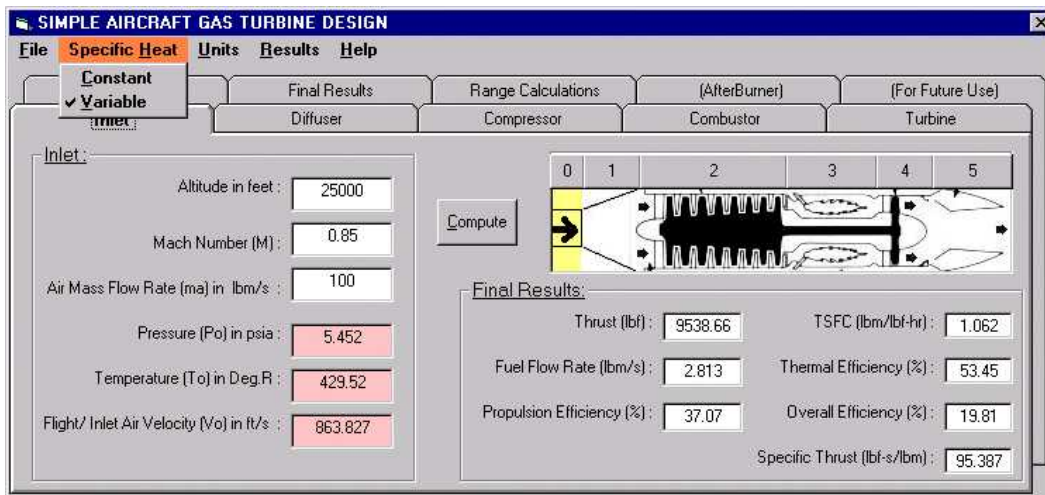 SIMPLE AIRCRAFT GAS TURBINE DESIGN
File Specific Heat Units Results Help
Constant
✓ Variable
Final Results Range Calculations (AfterBurner) (For Future Use)
Inlet Diffuser Compressor Combustor Turbine
Inlet :
Altitude in feet : 25000
Mach Number (M) : 0.85
Air Mass Flow Rate (ma) in lbm/s : 100
Pressure (Po) in psia : 5.452
Temperature (To) in Deg.R : 429.52
Flight/ Inlet Air Velocity (Vo) in ft/s : 863.827
Compute
0 1 2 3 4 5
Final Results:
Thrust (lbf) : 9538.66 TSFC (lbm/lbf-hr) : 1.062
Fuel Flow Rate (lbm/s) : 2.813 Thermal Efficiency (%) : 53.45
Propulsion Efficiency (%) : 37.07 Overall Efficiency (%) : 19.81
Specific Thrust (lbf-s/lbm) : 95.387